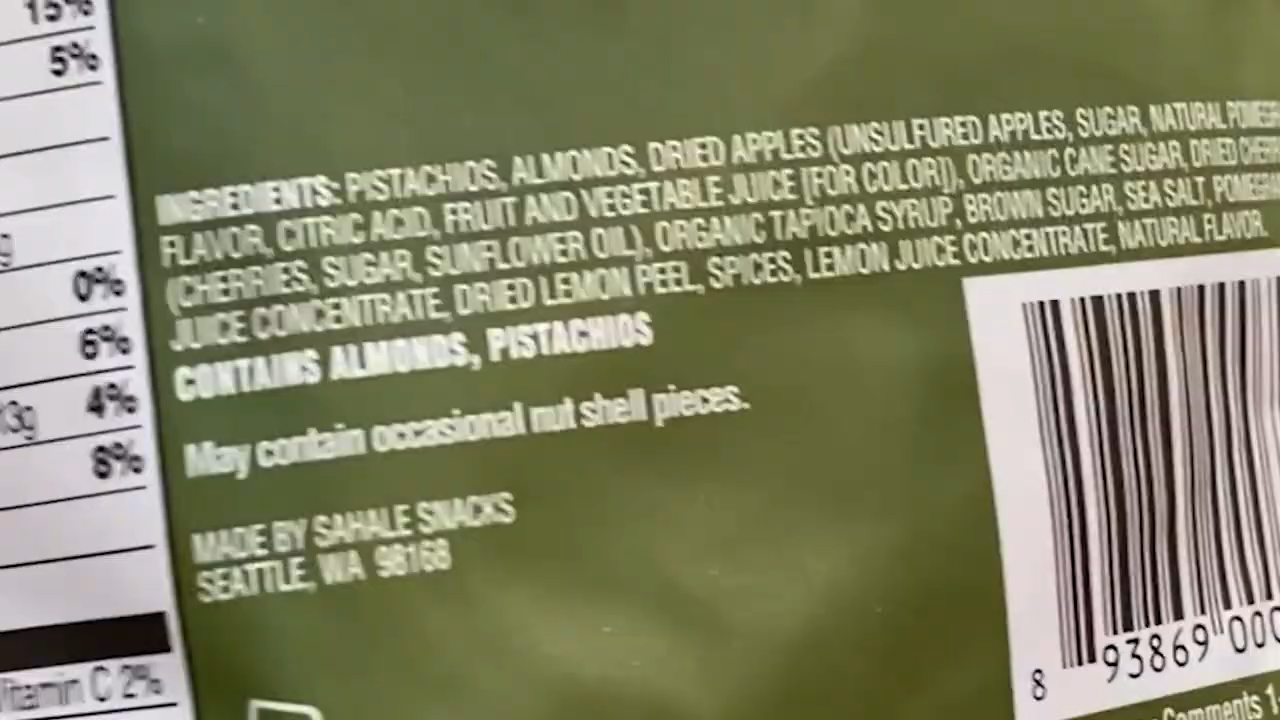 15%
5%
g
0%
6%
13g 4%
8%
Vitamin C 2%
INGREDIENTS: PISTACHIOS, ALMONDS, DRIED APPLES (UNSULFURED APPLES, SUGAR, NATURAL
FLAVOR, CITRIC ACID, FRUIT AND VEGETABLE JUICE [FOR COLOR]), ORGANIC CANE SUGAR, DRIED
(CHERRIES, SUGAR, SUNFLOWER OIL), ORGANIC TAPIOCA SYRUP, BROWN SUGAR, SEA SALT,
JUICE CONCENTRATE, DRIED LEMON PEEL, SPICES, LEMON JUICE CONCENTRATE, NATURAL FLAVOR.
CONTAINS ALMONDS, PISTACHIOS
May contain occasional nut shell pieces.
MADE BY SAHALE SNACKS
SEATTLE, WA 98168
8 93869 000
Comments 1-